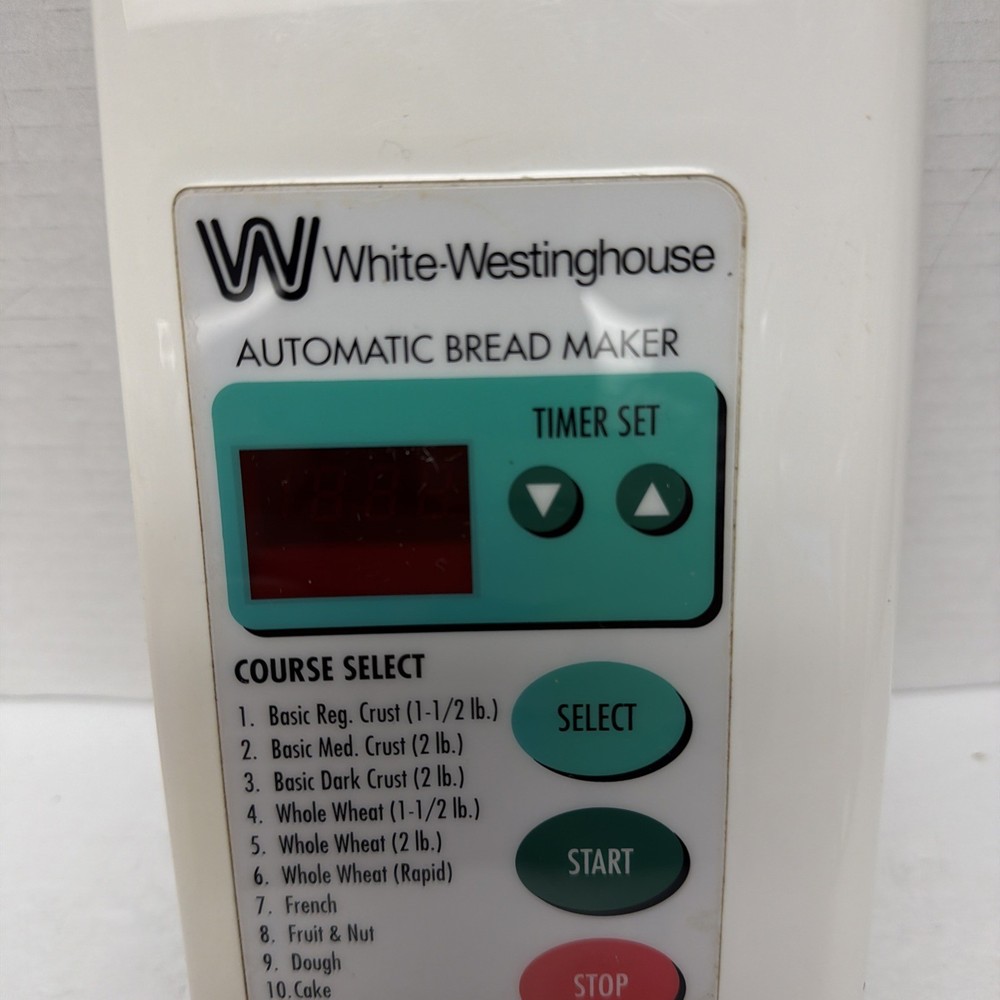 White-Westinghouse
AUTOMATIC BREAD MAKER
TIMER SET
COURSE SELECT
1. Basic Reg. Crust (1-1/2 lb.)
2. Basic Med. Crust (2 lb.)
3. Basic Dark Crust (2 lb.)
4. Whole Wheat (1-1/2 lb.)
5. Whole Wheat (2 lb.)
6. Whole Wheat (Rapid)
7. French
8. Fruit & Nut
9. Dough
10. Cake
SELECT
START
STOP